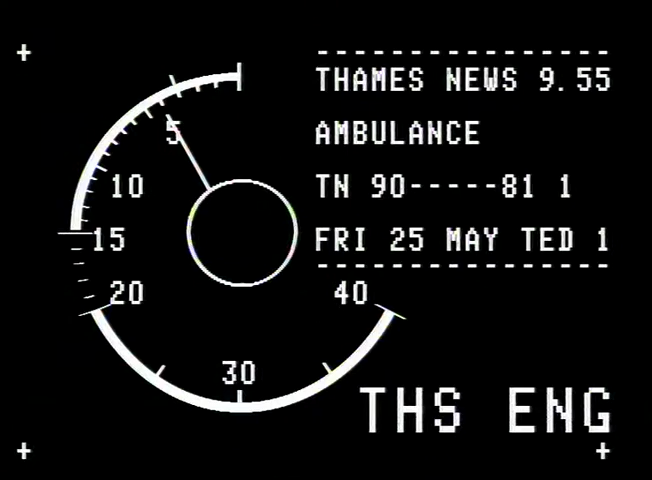 ----------------
THAMES NEWS 9.55
AMBULANCE
TN 90-----81 1
FRI 25 MAY TED 1
----------------
5
10
15
20
30
40
THS ENG